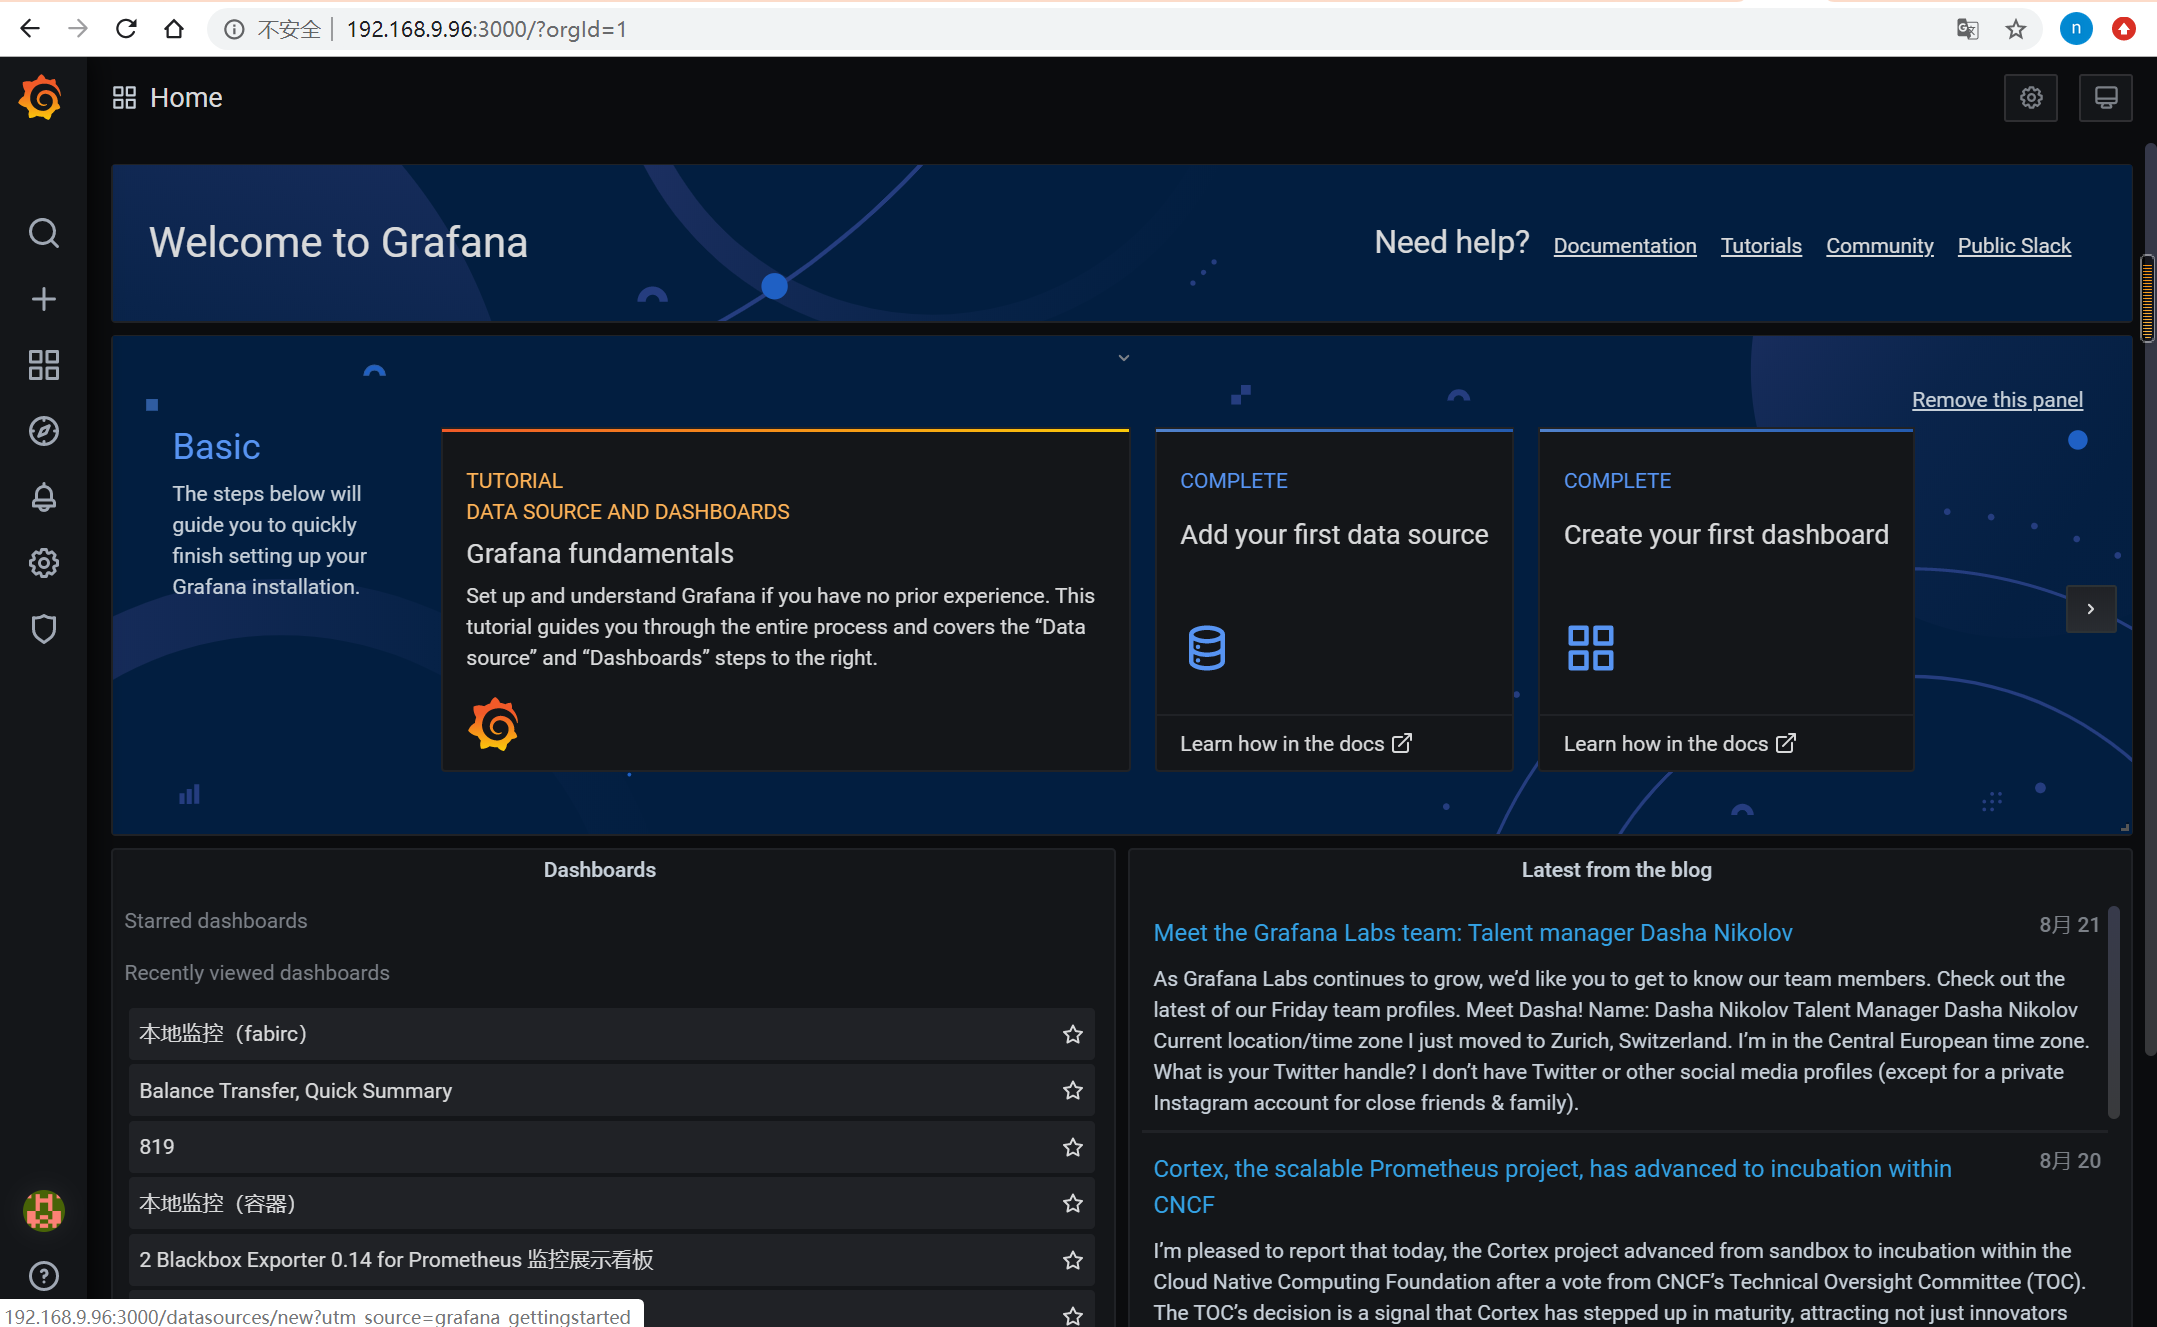 不安全 192.168.9.96:3000/?orgId=1
n
Home
Welcome to Grafana
Need help? Documentation Tutorials Community Public Slack
Remove this panel
Basic
The steps below will
guide you to quickly
finish setting up your
Grafana installation.
TUTORIAL
DATA SOURCE AND DASHBOARDS
Grafana fundamentals
Set up and understand Grafana if you have no prior experience. This
tutorial guides you through the entire process and covers the “Data
source” and “Dashboards” steps to the right.
COMPLETE
Add your first data source
Learn how in the docs
COMPLETE
Create your first dashboard
Learn how in the docs
Dashboards
Starred dashboards
Recently viewed dashboards
本地监控（fabirc）
Balance Transfer, Quick Summary
819
本地监控（容器）
2 Blackbox Exporter 0.14 for Prometheus 监控展示看板
Latest from the blog
Meet the Grafana Labs team: Talent manager Dasha Nikolov
8月 21
As Grafana Labs continues to grow, we’d like you to get to know our team members. Check out the
latest of our Friday team profiles. Meet Dasha! Name: Dasha Nikolov Talent Manager Dasha Nikolov
Current location/time zone I just moved to Zurich, Switzerland. I’m in the Central European time zone.
What is your Twitter handle? I don’t have Twitter or other social media profiles (except for a private
Instagram account for close friends & family).
Cortex, the scalable Prometheus project, has advanced to incubation within
CNCF
8月 20
I’m pleased to report that today, the Cortex project advanced from sandbox to incubation within the
Cloud Native Computing Foundation after a vote from CNCF’s Technical Oversight Committee (TOC).
The TOC’s decision is a signal that Cortex has stepped up in maturity, attracting not just innovators
192.168.9.96:3000/datasources/new?utm_source=grafana_gettingstarted